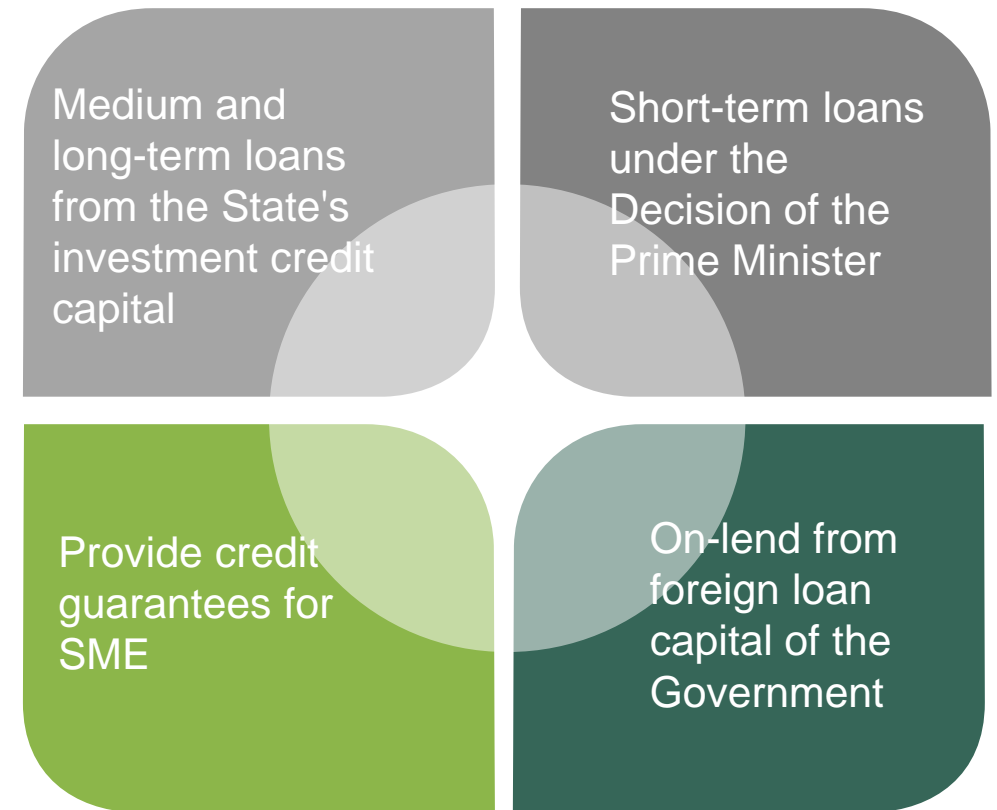 Medium and
long-term loans
from the State's
investment credit
capital
Short-term loans
under the
Decision of the
Prime Minister
Provide credit
guarantees for
SME
On-lend from
foreign loan
capital of the
Government